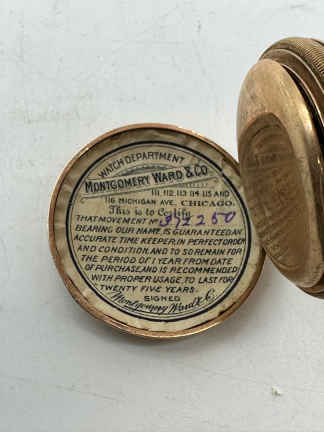 WATCH DEPARTMENT
MONTGOMERY WARD & CO.
111, 112, 113 114 115 AND
116 MICHIGAN AVE. CHICAGO.
This is to Certify
THAT MOVEMENT No
BEARING OUR NAME, IS GUARANTEED AN
ACCURATE TIME KEEPER, IN PERFECT ORDER
AND CONDITION. AND TO SO REMAIN FOR
THE PERIOD OF 1 YEAR FROM DATE
OF PURCHASE, AND IS RECOMMENDED
WITH PROPER USAGE, TO LAST FOR
TWENTY FIVE YEARS.
SIGNED
Montgomery Ward & Co.